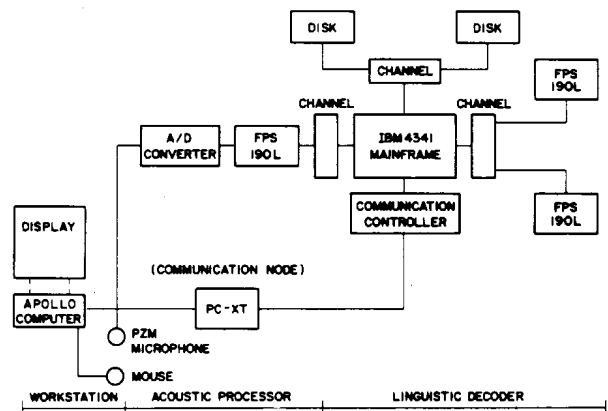 DISK
DISK
CHANNEL
FPS
190L
CHANNEL
CHANNEL
A/D
CONVERTER
FPS
190L
IBM 4341
MAINFRAME
COMMUNICATION
CONTROLLER
FPS
190L
DISPLAY
(COMMUNICATION NODE)
APOLLO
COMPUTER
PC-XT
PZM
MICROPHONE
MOUSE
WORKSTATION
ACOUSTIC PROCESSOR
LINGUISTIC DECODER